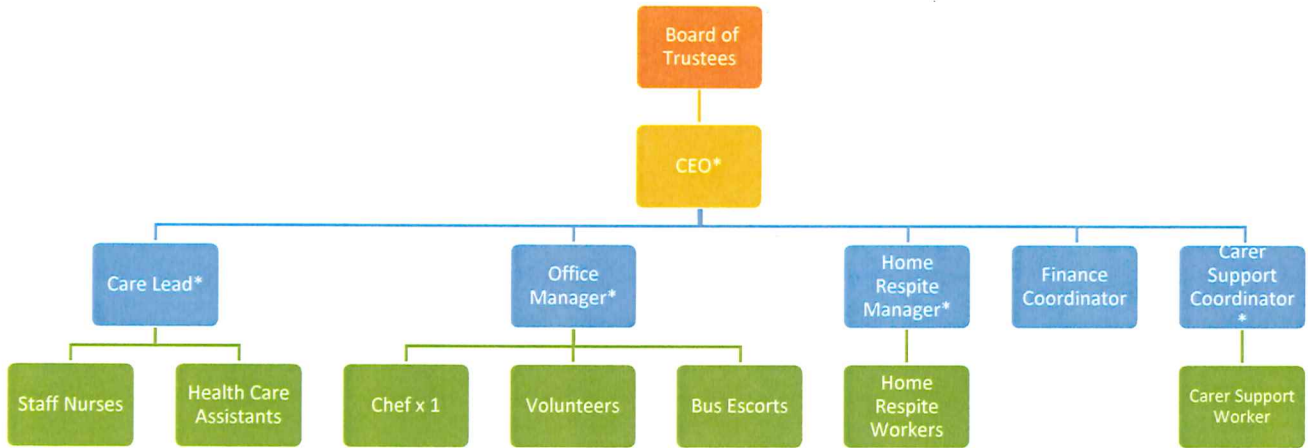 Board of
Trustees
CEO*
Care Lead*
Office
Manager*
Home
Respite
Manager*
Finance
Coordinator
Carer
Support
Coordinator
*
Staff Nurses
Health Care
Assistants
Chef x 1
Volunteers
Bus Escorts
Home
Respite
Workers
Carer Support
Worker